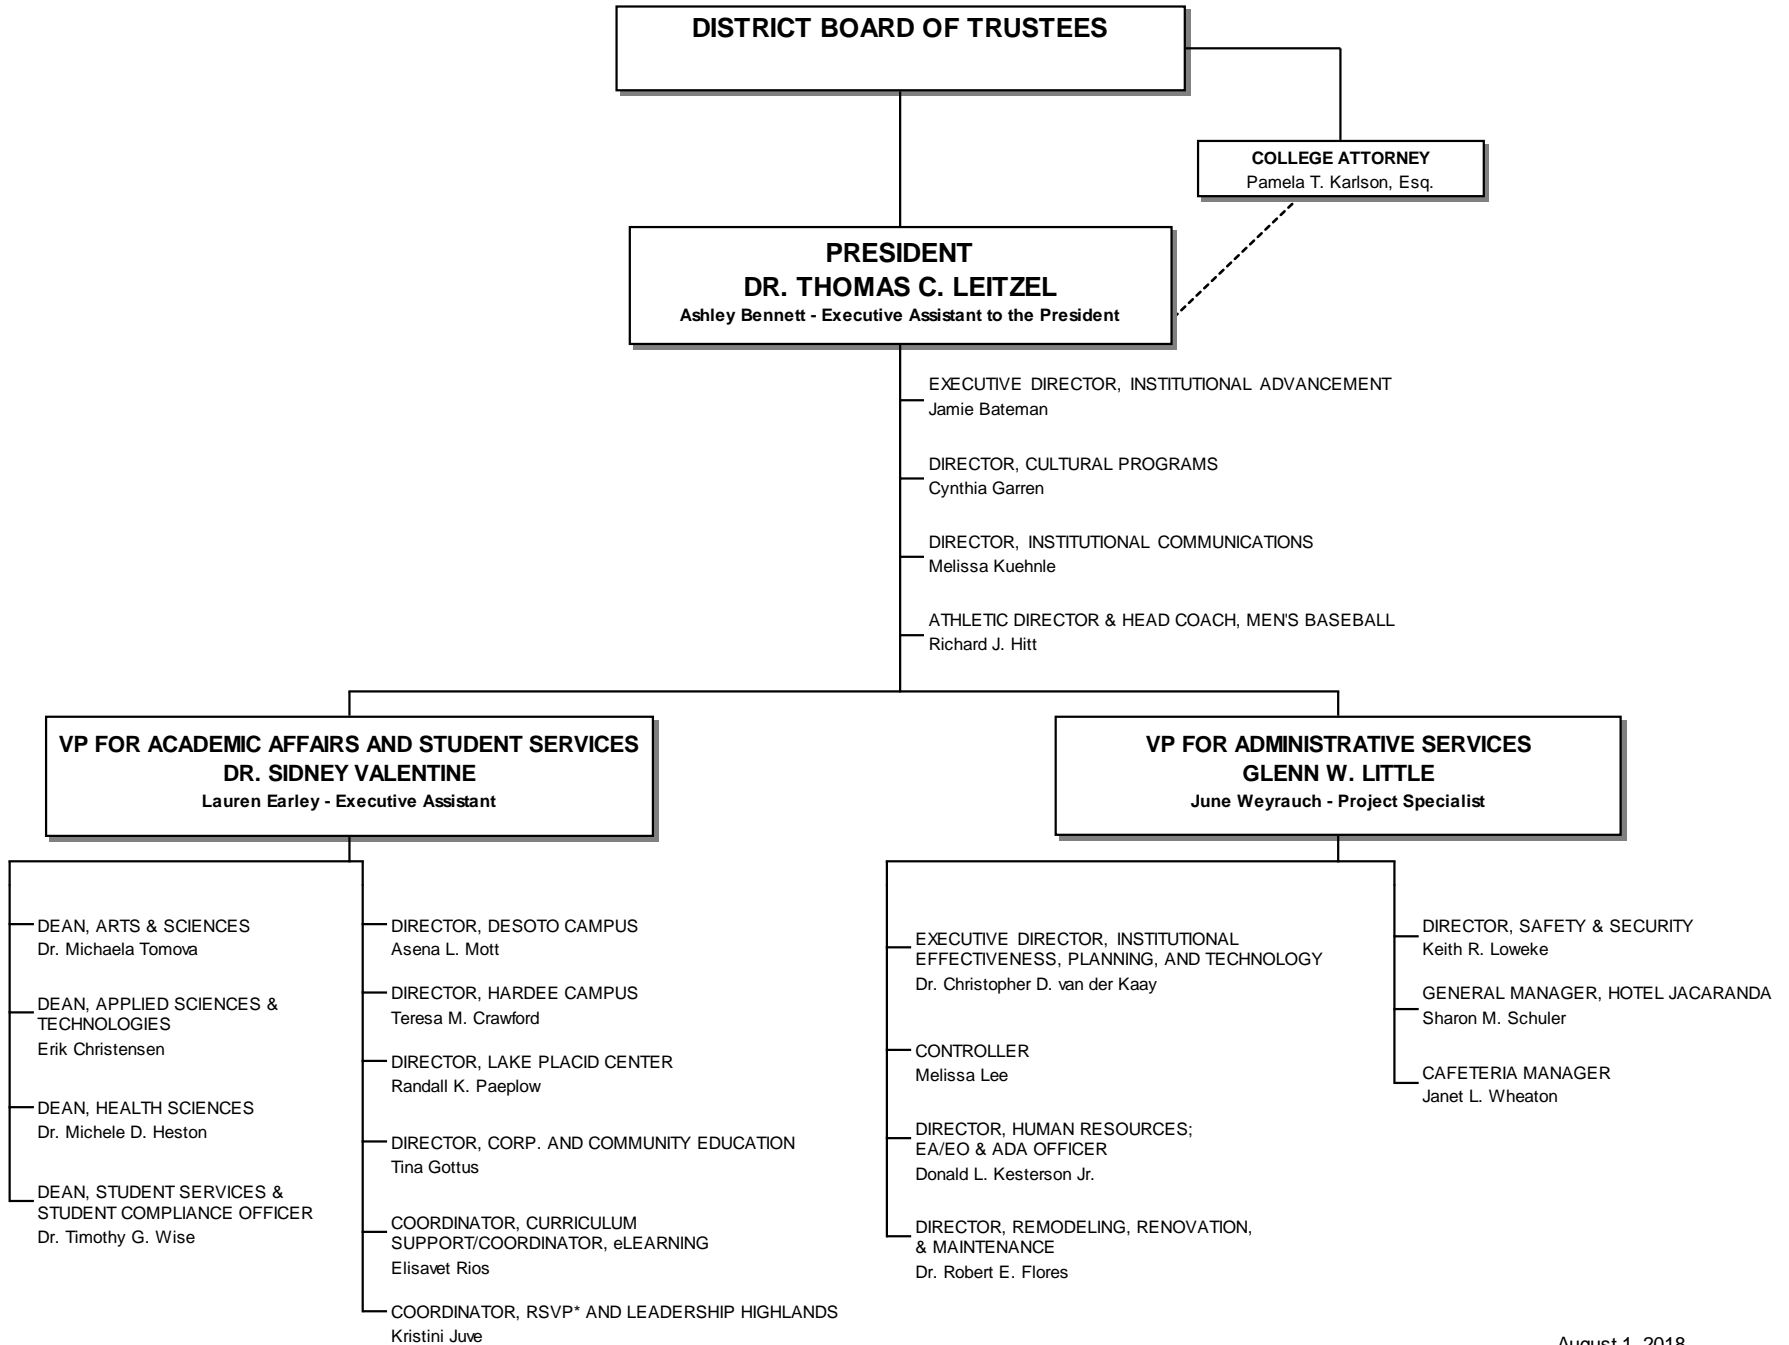 DISTRICT BOARD OF TRUSTEES
COLLEGE ATTORNEY
Pamela T. Karlson, Esq.
PRESIDENT
DR. THOMAS C. LEITZEL
Ashley Bennett - Executive Assistant to the President
EXECUTIVE DIRECTOR, INSTITUTIONAL ADVANCEMENT
Jamie Bateman
DIRECTOR, CULTURAL PROGRAMS
Cynthia Garren
DIRECTOR, INSTITUTIONAL COMMUNICATIONS
Melissa Kuehnle
ATHLETIC DIRECTOR & HEAD COACH, MEN'S BASEBALL
Richard J. Hitt
VP FOR ACADEMIC AFFAIRS AND STUDENT SERVICES
DR. SIDNEY VALENTINE
Lauren Earley - Executive Assistant
VP FOR ADMINISTRATIVE SERVICES
GLENN W. LITTLE
June Weyrauch - Project Specialist
DEAN, ARTS & SCIENCES
Dr. Michaela Tomova
DEAN, APPLIED SCIENCES &
TECHNOLOGIES
Erik Christensen
DEAN, HEALTH SCIENCES
Dr. Michele D. Heston
DEAN, STUDENT SERVICES &
STUDENT COMPLIANCE OFFICER
Dr. Timothy G. Wise
DIRECTOR, DESOTO CAMPUS
Asena L. Mott
DIRECTOR, HARDEE CAMPUS
Teresa M. Crawford
DIRECTOR, LAKE PLACID CENTER
Randall K. Paeplow
DIRECTOR, CORP. AND COMMUNITY EDUCATION
Tina Gottus
COORDINATOR, CURRICULUM
SUPPORT/COORDINATOR, eLEARNING
Elisavet Rios
COORDINATOR, RSVP* AND LEADERSHIP HIGHLANDS
Kristini Juve
EXECUTIVE DIRECTOR, INSTITUTIONAL
EFFECTIVENESS, PLANNING, AND TECHNOLOGY
Dr. Christopher D. van der Kaay
CONTROLLER
Melissa Lee
DIRECTOR, HUMAN RESOURCES;
EA/EO & ADA OFFICER
Donald L. Kesterson Jr.
DIRECTOR, REMODELING, RENOVATION,
& MAINTENANCE
Dr. Robert E. Flores
DIRECTOR, SAFETY & SECURITY
Keith R. Loweke
GENERAL MANAGER, HOTEL JACARANDA
Sharon M. Schuler
CAFETERIA MANAGER
Janet L. Wheaton
August 1, 2018